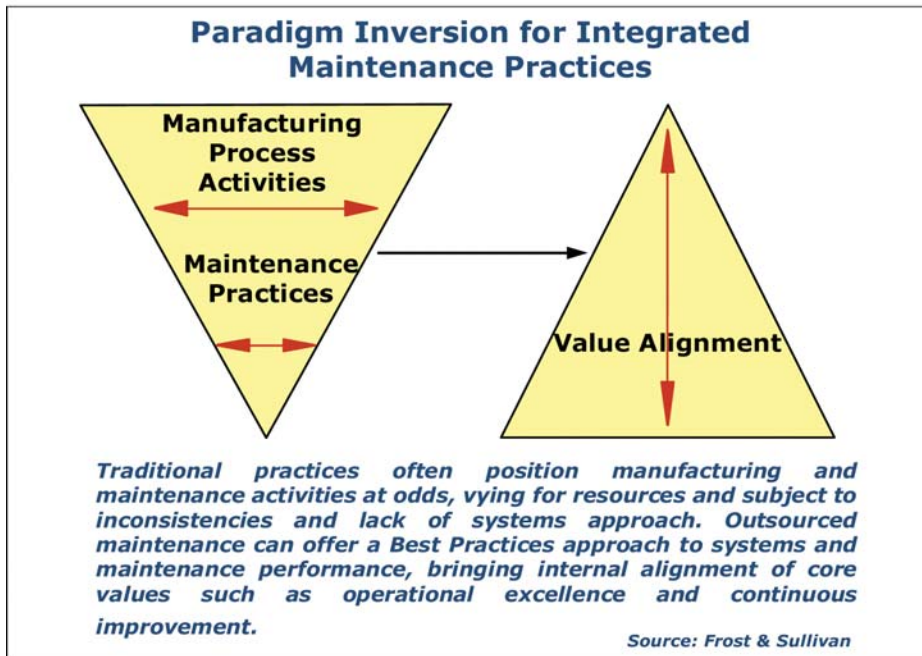 Paradigm Inversion for Integrated
Maintenance Practices
Manufacturing
Process
Activities
Maintenance
Practices
Value Alignment
Traditional practices often position manufacturing and
maintenance activities at odds, vying for resources and subject to
inconsistencies and lack of systems approach. Outsourced
maintenance can offer a Best Practices approach to systems and
maintenance performance, bringing internal alignment of core
values such as operational excellence and continuous
improvement.
Source: Frost & Sullivan